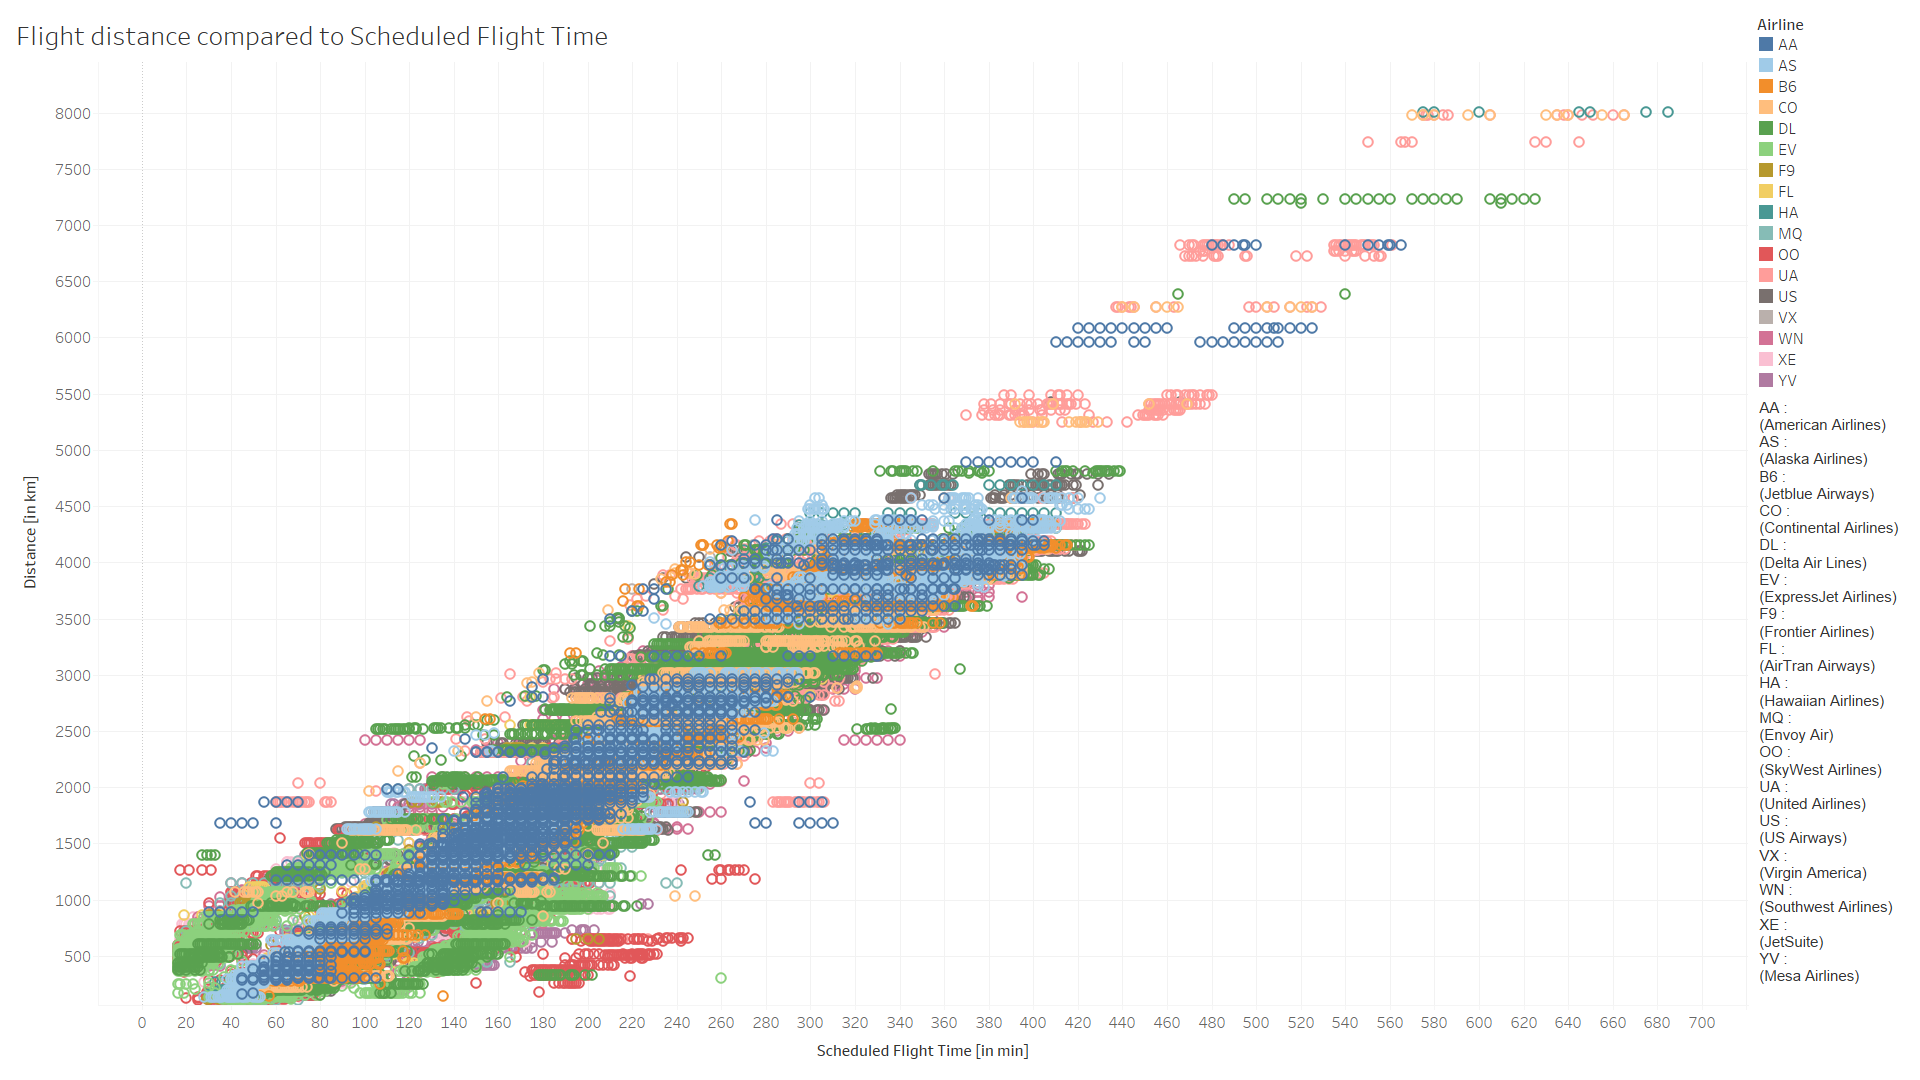 Flight distance compared to Scheduled Flight Time
Airline
AA
AS
B6
CO
DL
EV
F9
FL
HA
MQ
OO
UA
US
VX
WN
XE
YV
AA :
(American Airlines)
AS :
(Alaska Airlines)
B6 :
(Jetblue Airways)
CO :
(Continental Airlines)
DL :
(Delta Air Lines)
EV :
(ExpressJet Airlines)
F9 :
(Frontier Airlines)
FL :
(AirTran Airways)
HA :
(Hawaiian Airlines)
MQ :
(Envoy Air)
OO :
(SkyWest Airlines)
UA :
(United Airlines)
US :
(US Airways)
VX :
(Virgin America)
WN :
(Southwest Airlines)
XE :
(JetSuite)
YV :
(Mesa Airlines)
Distance [in km]
8000
7500
7000
6500
6000
5500
5000
4500
4000
3500
3000
2500
2000
1500
1000
500
0 20 40 60 80 100 120 140 160 180 200 220 240 260 280 300 320 340 360 380 400 420 440 460 480 500 520 540 560 580 600 620 640 660 680 700
Scheduled Flight Time [in min]